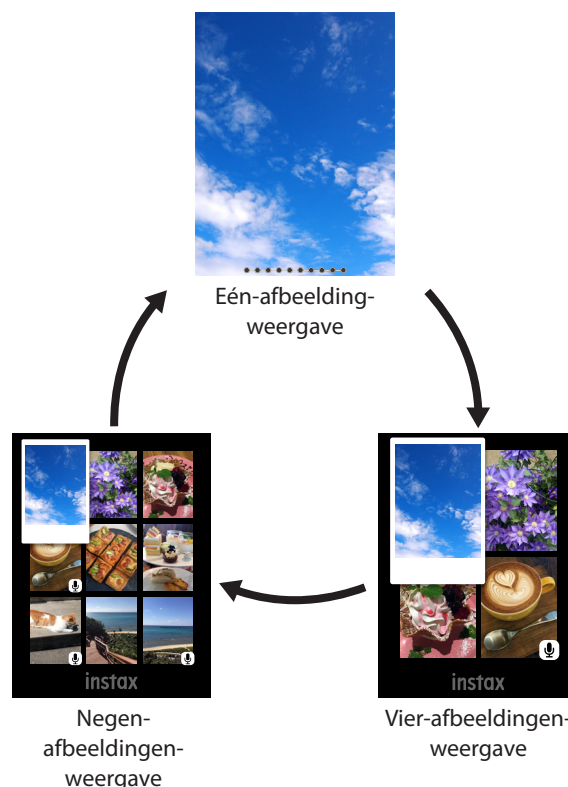 Eén-afbeelding-
weergave
instax
instax
Negen-
afbeeldingen-
weergave
Vier-afbeeldingen-
weergave